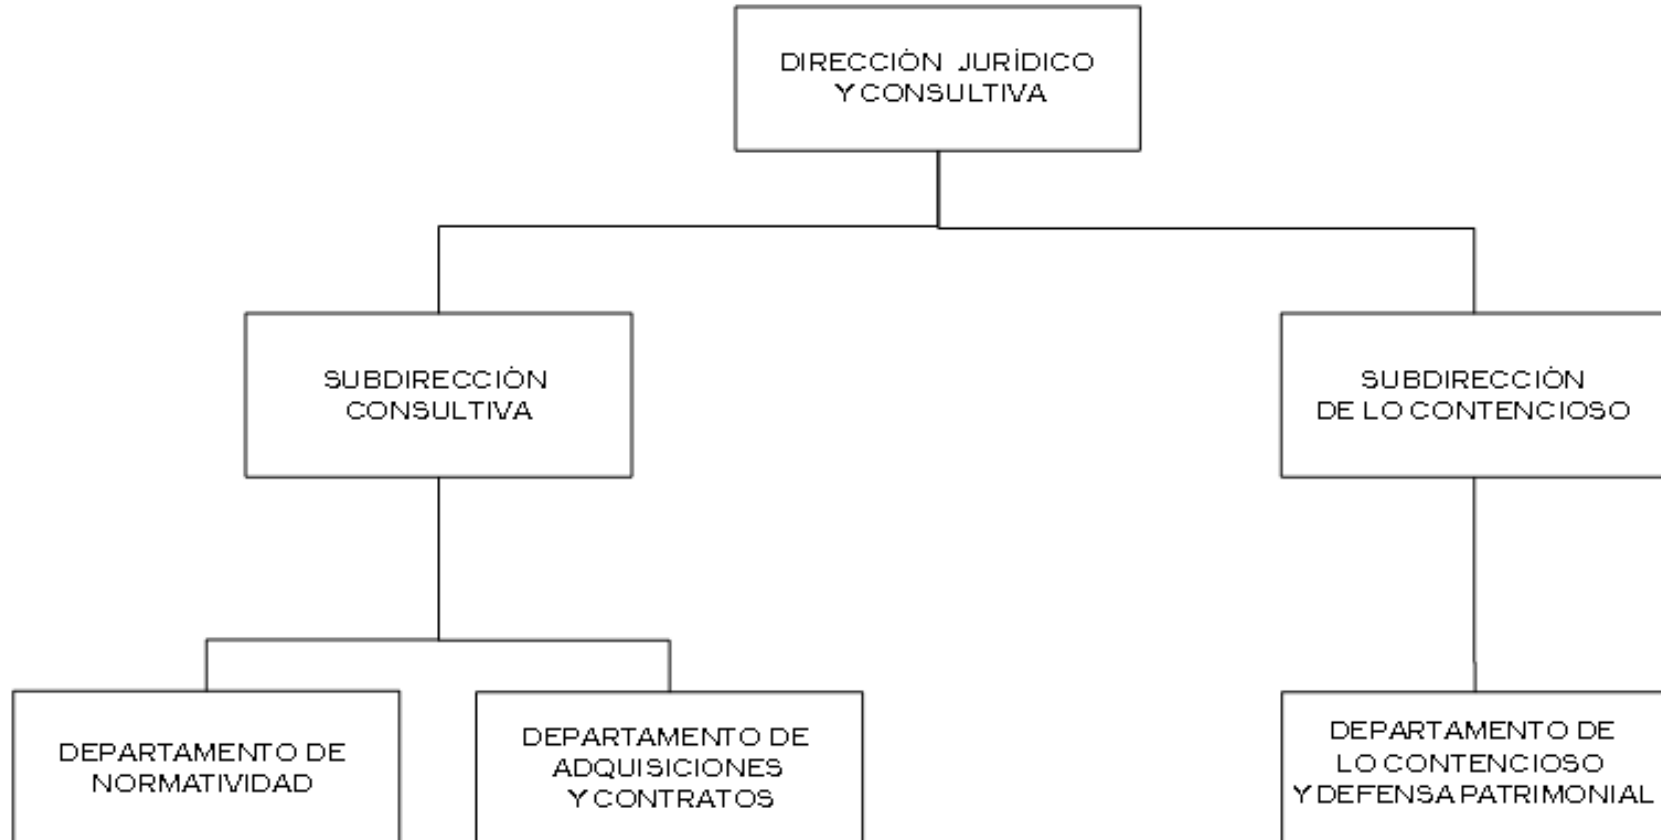 DIRECCIÓN JURÍDICO
Y CONSULTIVA
SUBDIRECCIÓN
CONSULTIVA
SUBDIRECCIÓN
DE LO CONTENCIOSO
DEPARTAMENTO DE
NORMATIVIDAD
DEPARTAMENTO DE
ADQUISICIONES
Y CONTRATOS
DEPARTAMENTO DE
LO CONTENCIOSO
Y DEFENSA PATRIMONIAL